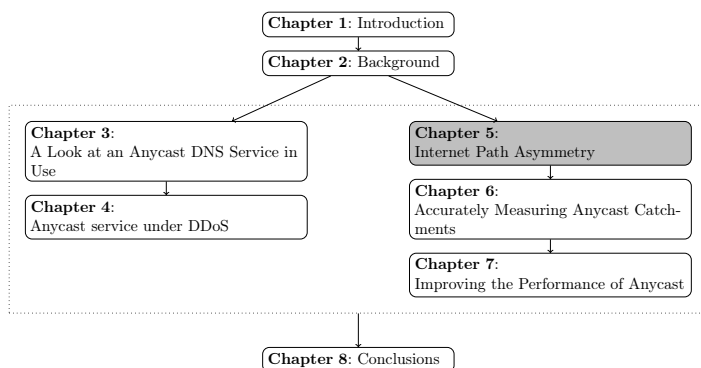 Chapter 1: Introduction
Chapter 2: Background
Chapter 3:
A Look at an Anycast DNS Service in
Use
Chapter 4:
Anycast service under DDoS
Chapter 5:
Internet Path Asymmetry
Chapter 6:
Accurately Measuring Anycast Catch-
ments
Chapter 7:
Improving the Performance of Anycast
Chapter 8: Conclusions